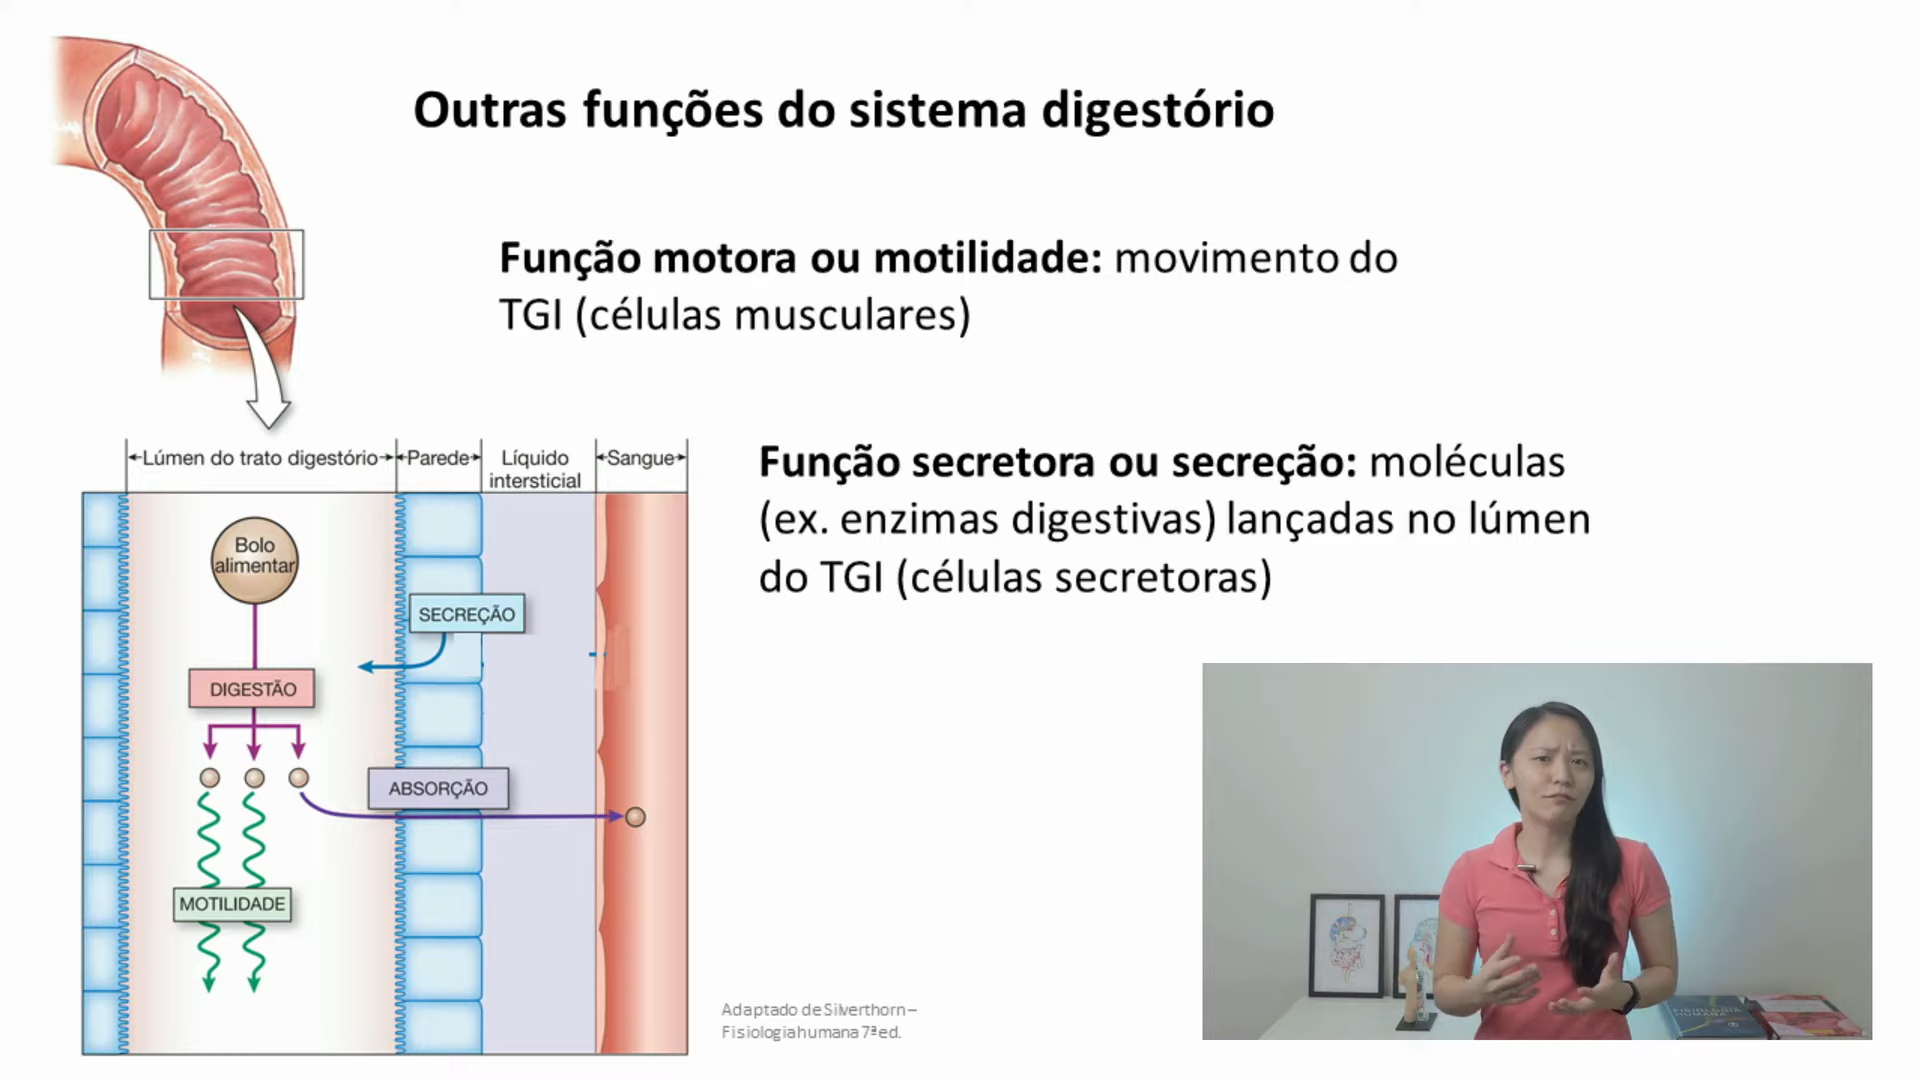 Outras funções do sistema digestório
Função motora ou motilidade: movimento do
TGI (células musculares)
Lúmen do trato digestório
Parede
Líquido
intersticial
Sangue
Função secretora ou secreção: moléculas
(ex. enzimas digestivas) lançadas no lúmen
do TGI (células secretoras)
Bolo
alimentar
SECREÇÃO
DIGESTÃO
ABSORÇÃO
MOTILIDADE
Adaptado de Silverthorn –
Fisiologia humana 7ª ed.
FISIOLOGIA
HUMANA